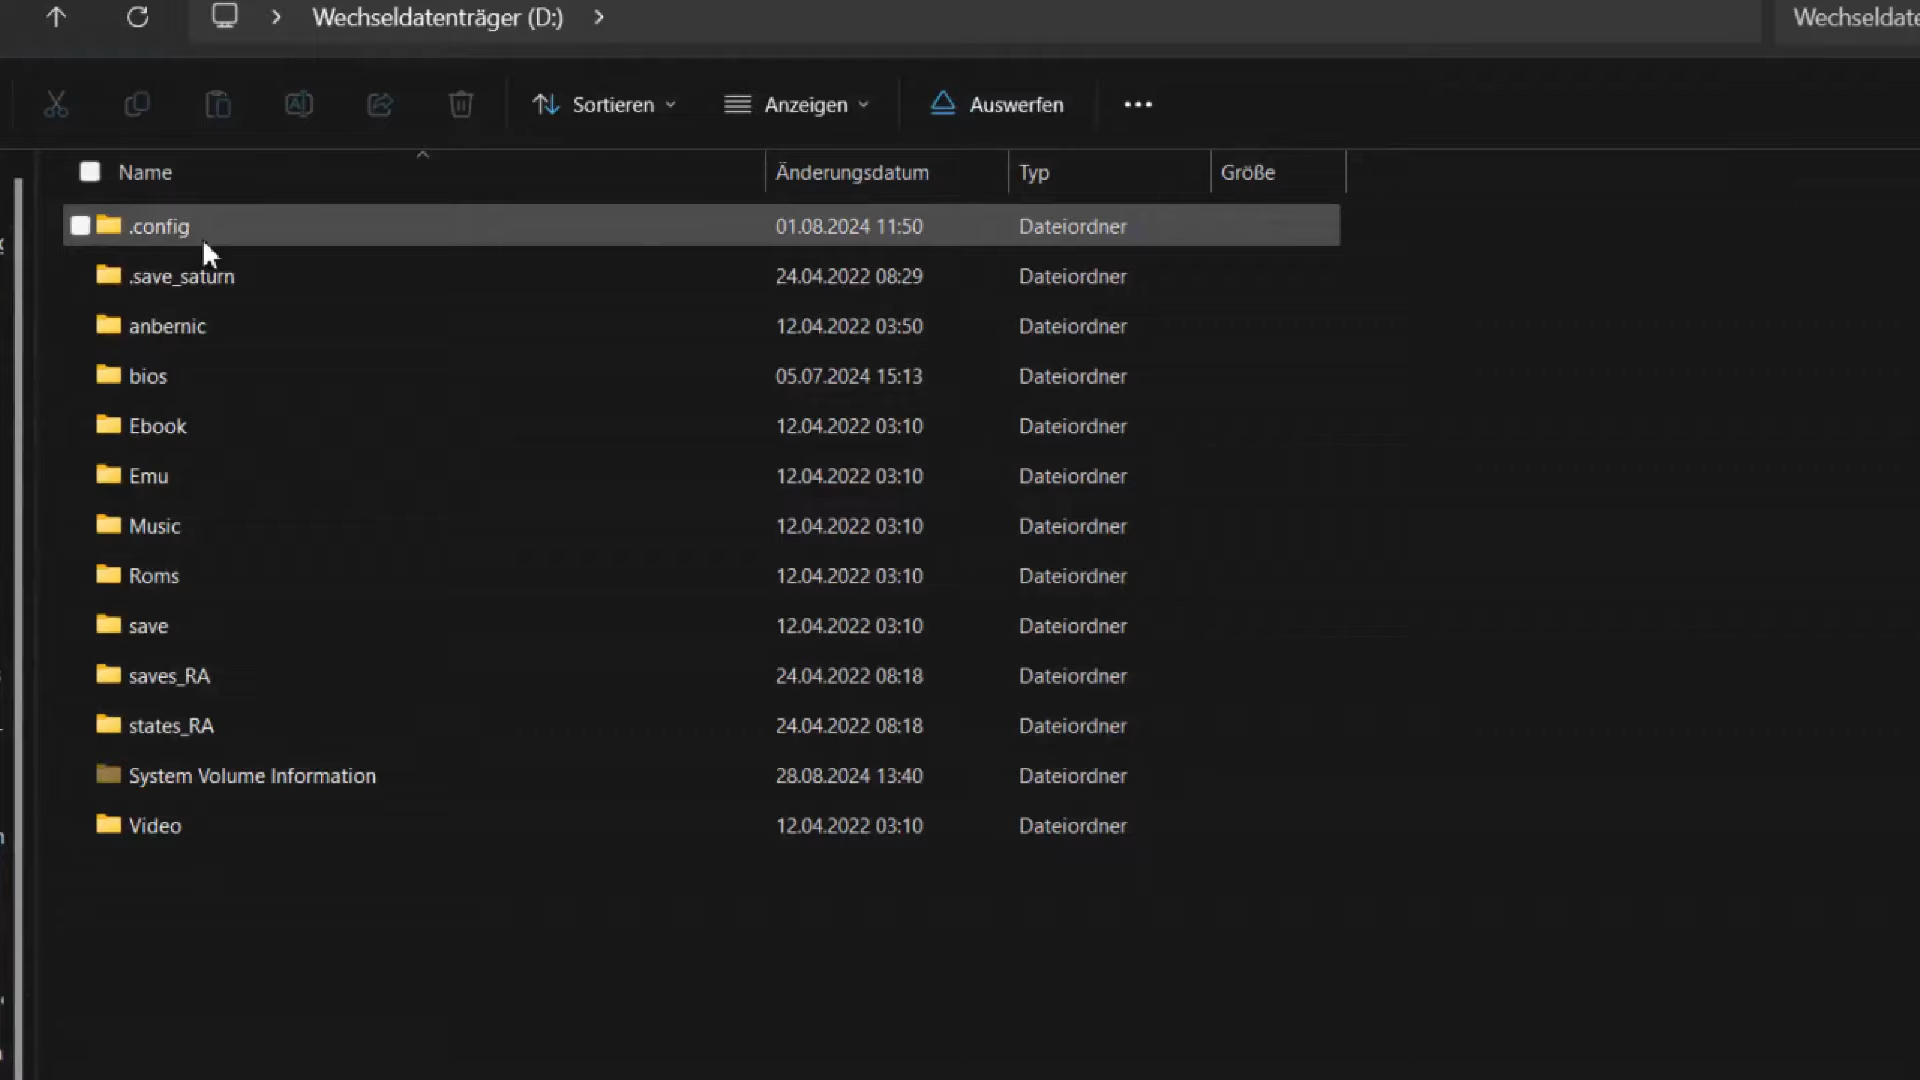 Wechseldatenträger (D:)
Sortieren
Anzeigen
Auswerfen
Name Änderungsdatum Typ Größe
.config 01.08.2024 11:50 Dateiordner
.save_saturn 24.04.2022 08:29 Dateiordner
anbernic 12.04.2022 03:50 Dateiordner
bios 05.07.2024 15:13 Dateiordner
Ebook 12.04.2022 03:10 Dateiordner
Emu 12.04.2022 03:10 Dateiordner
Music 12.04.2022 03:10 Dateiordner
Roms 12.04.2022 03:10 Dateiordner
save 12.04.2022 03:10 Dateiordner
saves_RA 24.04.2022 08:18 Dateiordner
states_RA 24.04.2022 08:18 Dateiordner
System Volume Information 28.08.2024 13:40 Dateiordner
Video 12.04.2022 03:10 Dateiordner